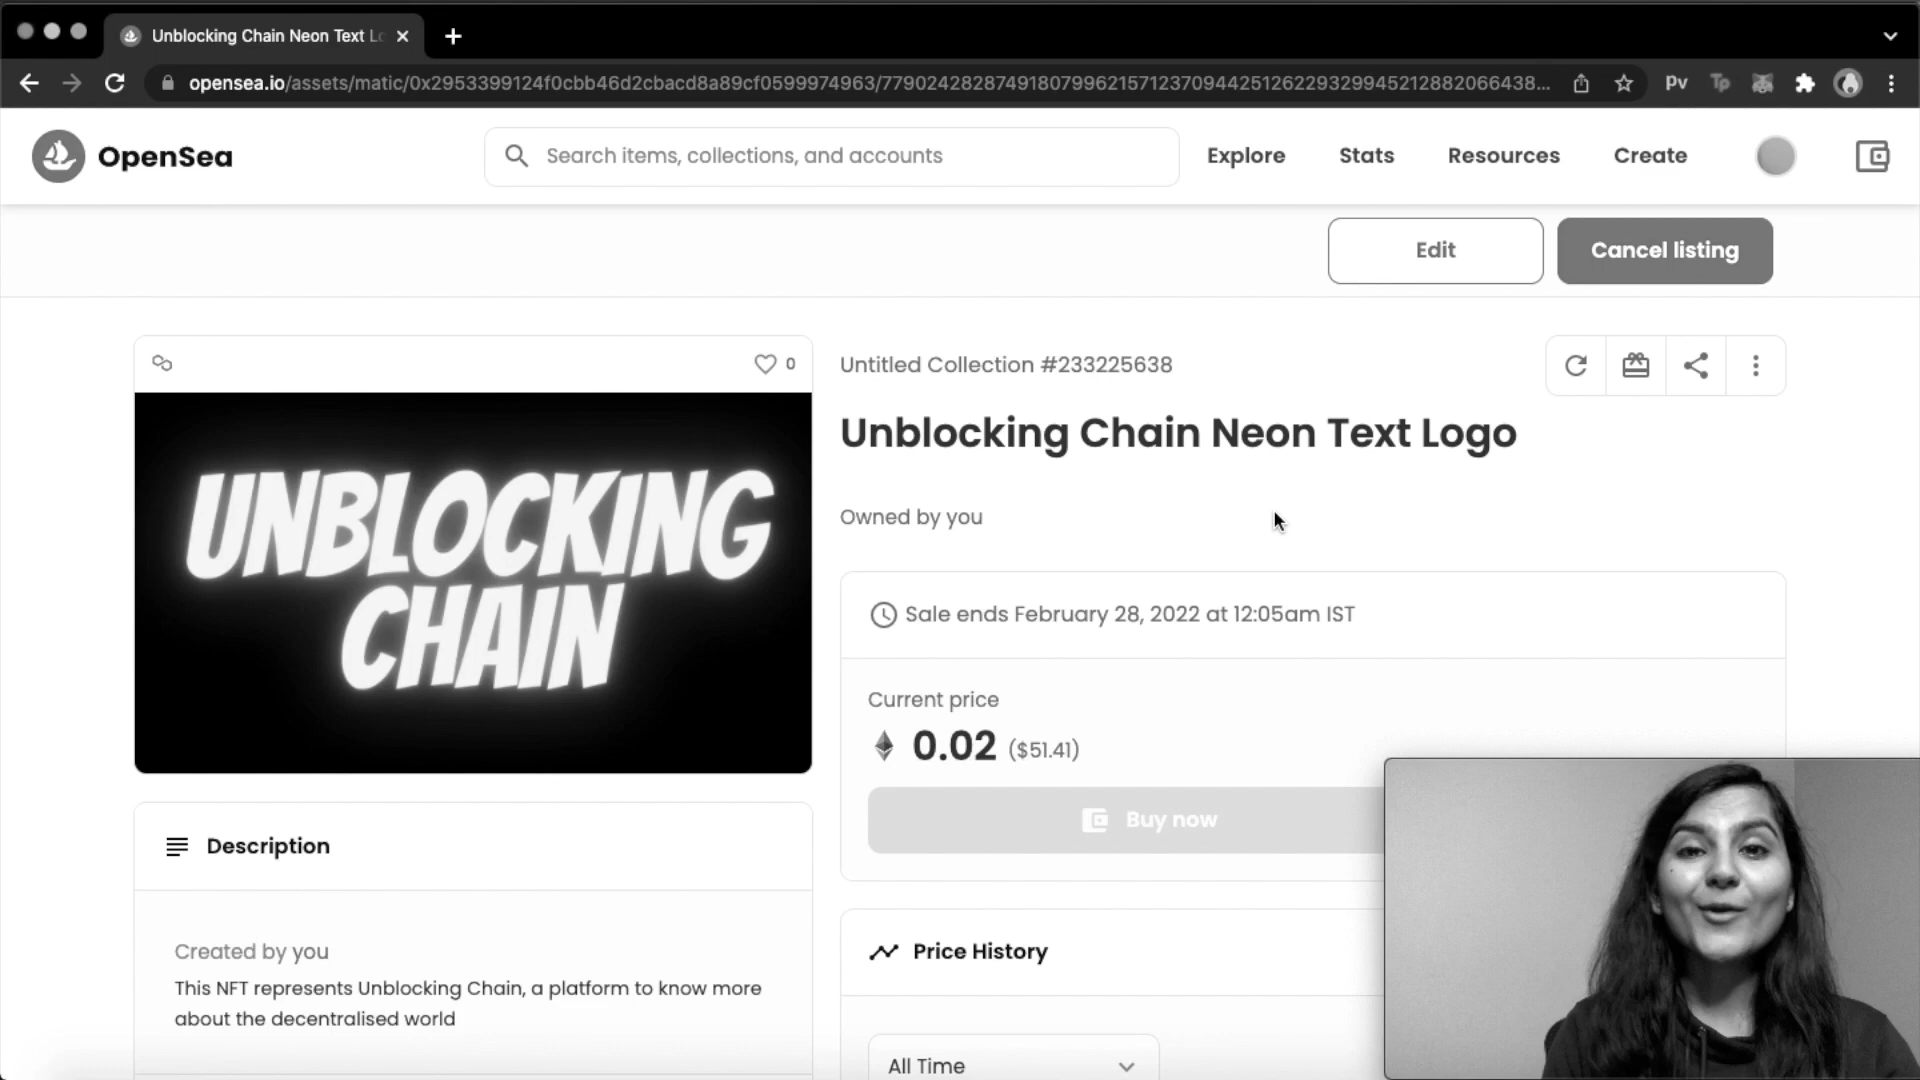 Unblocking Chain Neon Text Lo
opensea.io/assets/matic/0x2953399124f0cbb46d2cbacd8a89cf0599974963/7790242828749180799621571237094425126229329945212882066438...
Pv
Tp
OpenSea
Search items, collections, and accounts
Explore
Stats
Resources
Create
Edit
Cancel listing
0
Untitled Collection #233225638
Unblocking Chain Neon Text Logo
UNBLOCKING
CHAIN
Owned by you
Sale ends February 28, 2022 at 12:05am IST
Current price
0.02 ($51.41)
Buy now
Description
Created by you
This NFT represents Unblocking Chain, a platform to know more
about the decentralised world
Price History
All Time